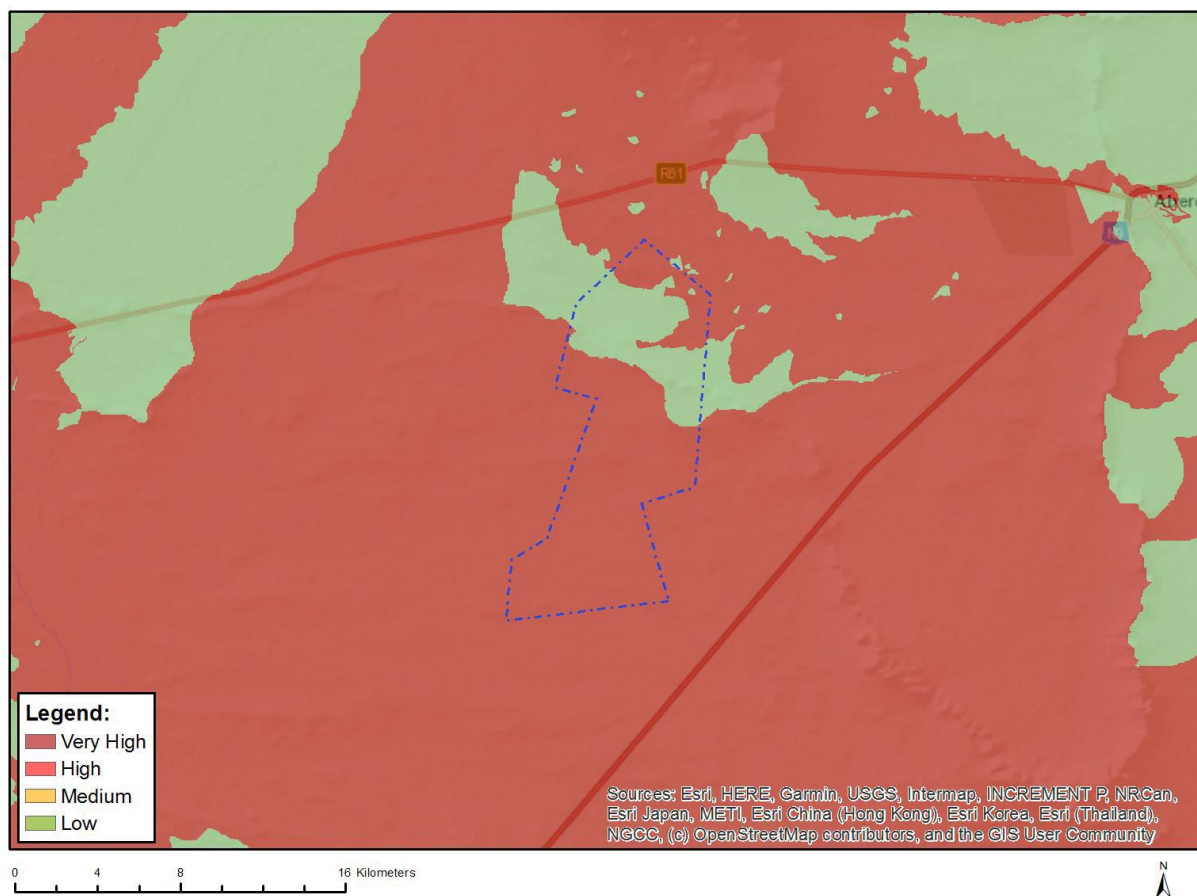 R61
N9
Legend:
Very High
High
Medium
Low
Sources: Esri, HERE, Garmin, USGS, Intermap, INCREMENT P, NRCan,
Esri Japan, METI, Esri China (Hong Kong), Esri Korea, Esri (Thailand),
NGCC, (c) OpenStreetMap contributors, and the GIS User Community
0 4 8 16 Kilometers
N